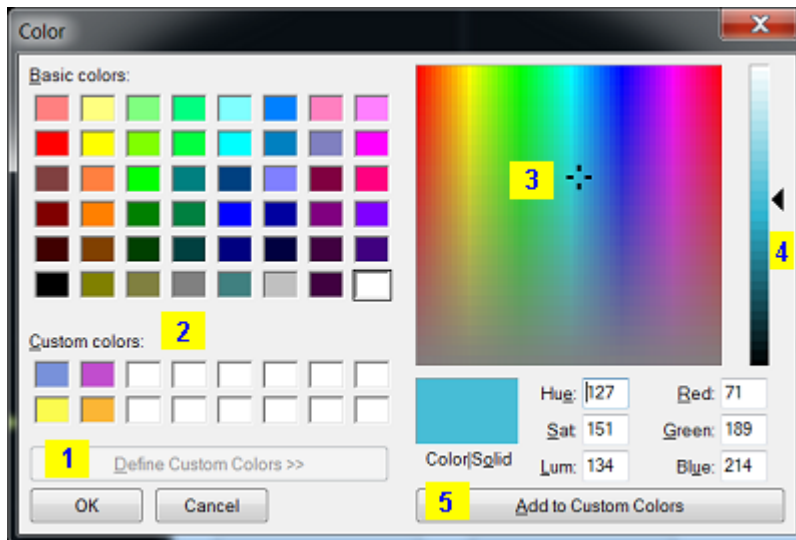 Color
Basic colors:
3
4
2
Custom colors:
Hue: 127 Red: 71
Sat: 151 Green: 189
Color|Solid Lum: 134 Blue: 214
1 Define Custom Colors >>
OK Cancel
5 Add to Custom Colors